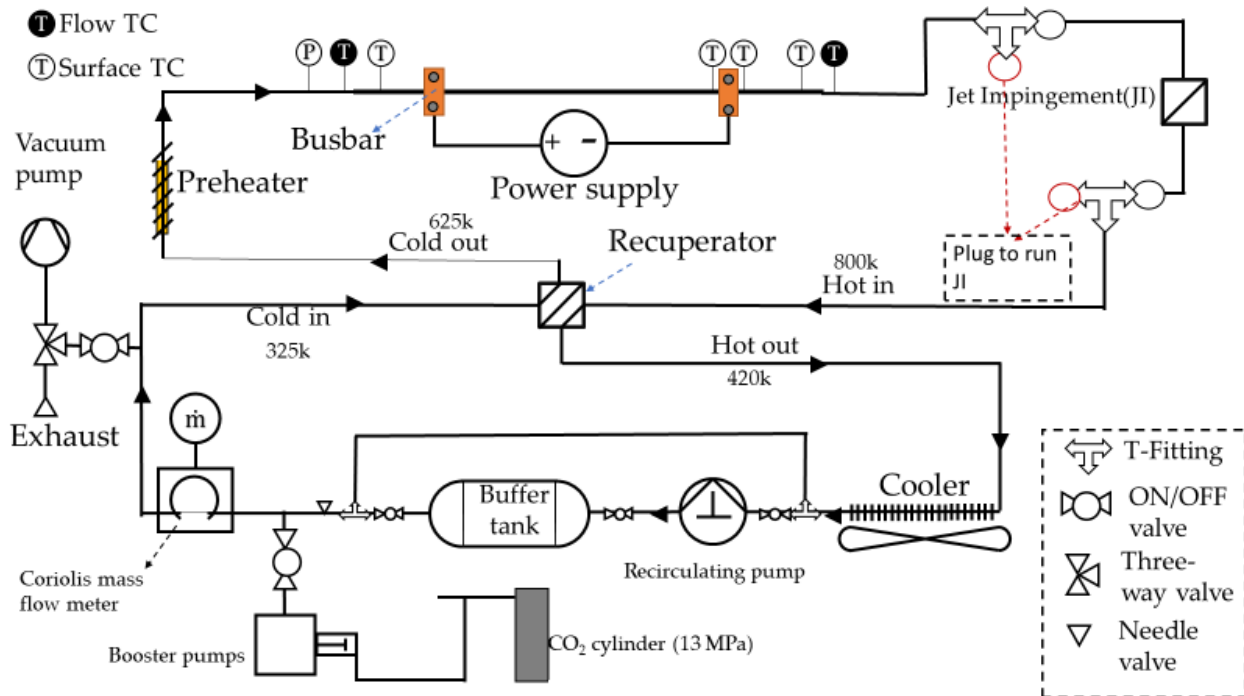 T Flow TC
T Surface TC
P T T
T T T T
Jet Impingement(JI)
Vacuum
pump
Busbar
+ -
Power supply
Preheater
625k
Cold out
Recuperator
Plug to run
JI
800k
Hot in
Cold in
325k
Hot out
420k
Exhaust
ṁ
Coriolis mass
flow meter
Buffer
tank
Recirculating pump
Cooler
Booster pumps
CO₂ cylinder (13 MPa)
T-Fitting
ON/OFF
valve
Three-
way valve
Needle
valve